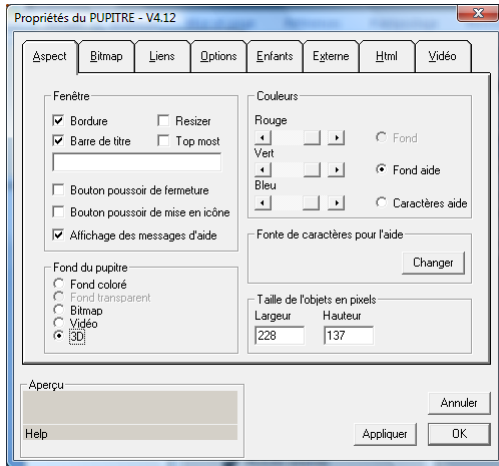 Propriétés du PUPITRE - V4.12
Aspect Bitmap Liens Options Enfants Externe Html Vidéo
Fenêtre
Bordure Resizer
Barre de titre Top most
Bouton poussoir de fermeture
Bouton poussoir de mise en icône
Affichage des messages d'aide
Fond du pupitre
Fond coloré
Fond transparent
Bitmap
Vidéo
3D
Couleurs
Rouge
Vert
Bleu
Fond
Fond aide
Caractères aide
Fonte de caractères pour l'aide
Changer
Taille de l'objets en pixels
Largeur Hauteur
228 137
Aperçu
Help
Annuler
Appliquer OK